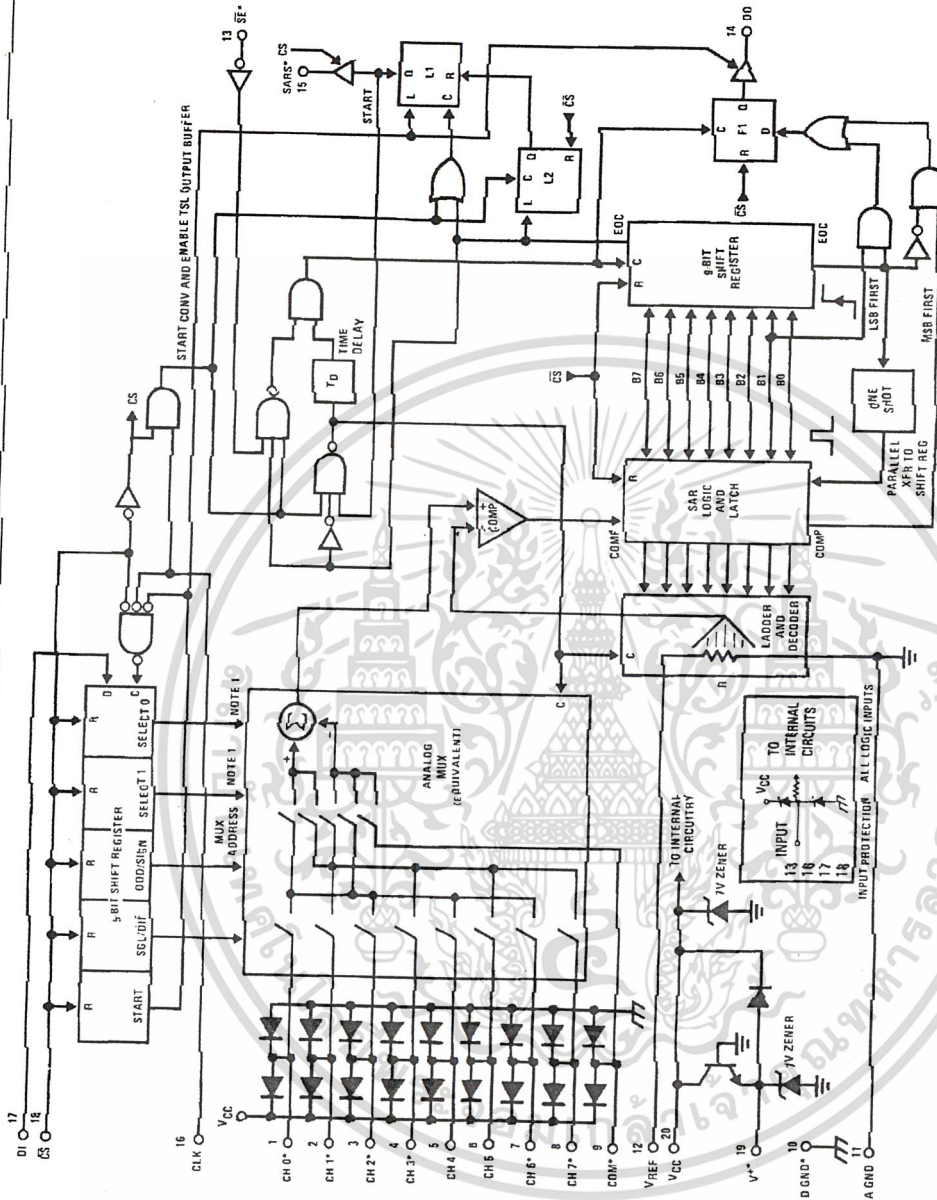 DI 17
CS 18
CLK 16
R R R R R
D
C
START
SGL/DIF
5-BIT SHIFT REGISTER
ODD/SIGN
SELECT 1
SELECT 0
CS
START CONV AND ENABLE TSL OUTPUT BUFFER
13 SE*
SARS* CS
15
START
L Q
L1
C R
Q
C
L2
L R
CS
TIME
DELAY
TD
MUX
ADDRESS
NOTE 1 NOTE 1
+
Σ
-
ANALOG
MUX
(EQUIVALENT)
C
VCC
1 CH 0*
2 CH 1*
3 CH 2*
4 CH 3*
5 CH 4
6 CH 5
7 CH 6*
8 CH 7*
9 COM*
12 VREF
20 VCC
19 V+*
10 D GND*
11 A GND
+
COMP
-
COMP
R
SAR
LOGIC
AND
LATCH
COMP
C
LADDER
AND
DECODER
R
CS
B7
B6
B5
B4
B3
B2
B1
B0
EOC
R C
9-BIT
SHIFT
REGISTER
EOC
ONE
SHOT
PARALLEL
XFR TO
SHIFT REG
LSB FIRST
MSB FIRST
C
R F1 Q
D
CS
14 DO
TO INTERNAL
CIRCUITRY
7V ZENER
7V ZENER
TO
INTERNAL
CIRCUITS
VCC
INPUT
13
16
17
18
INPUT PROTECTION ALL LOGIC INPUTS